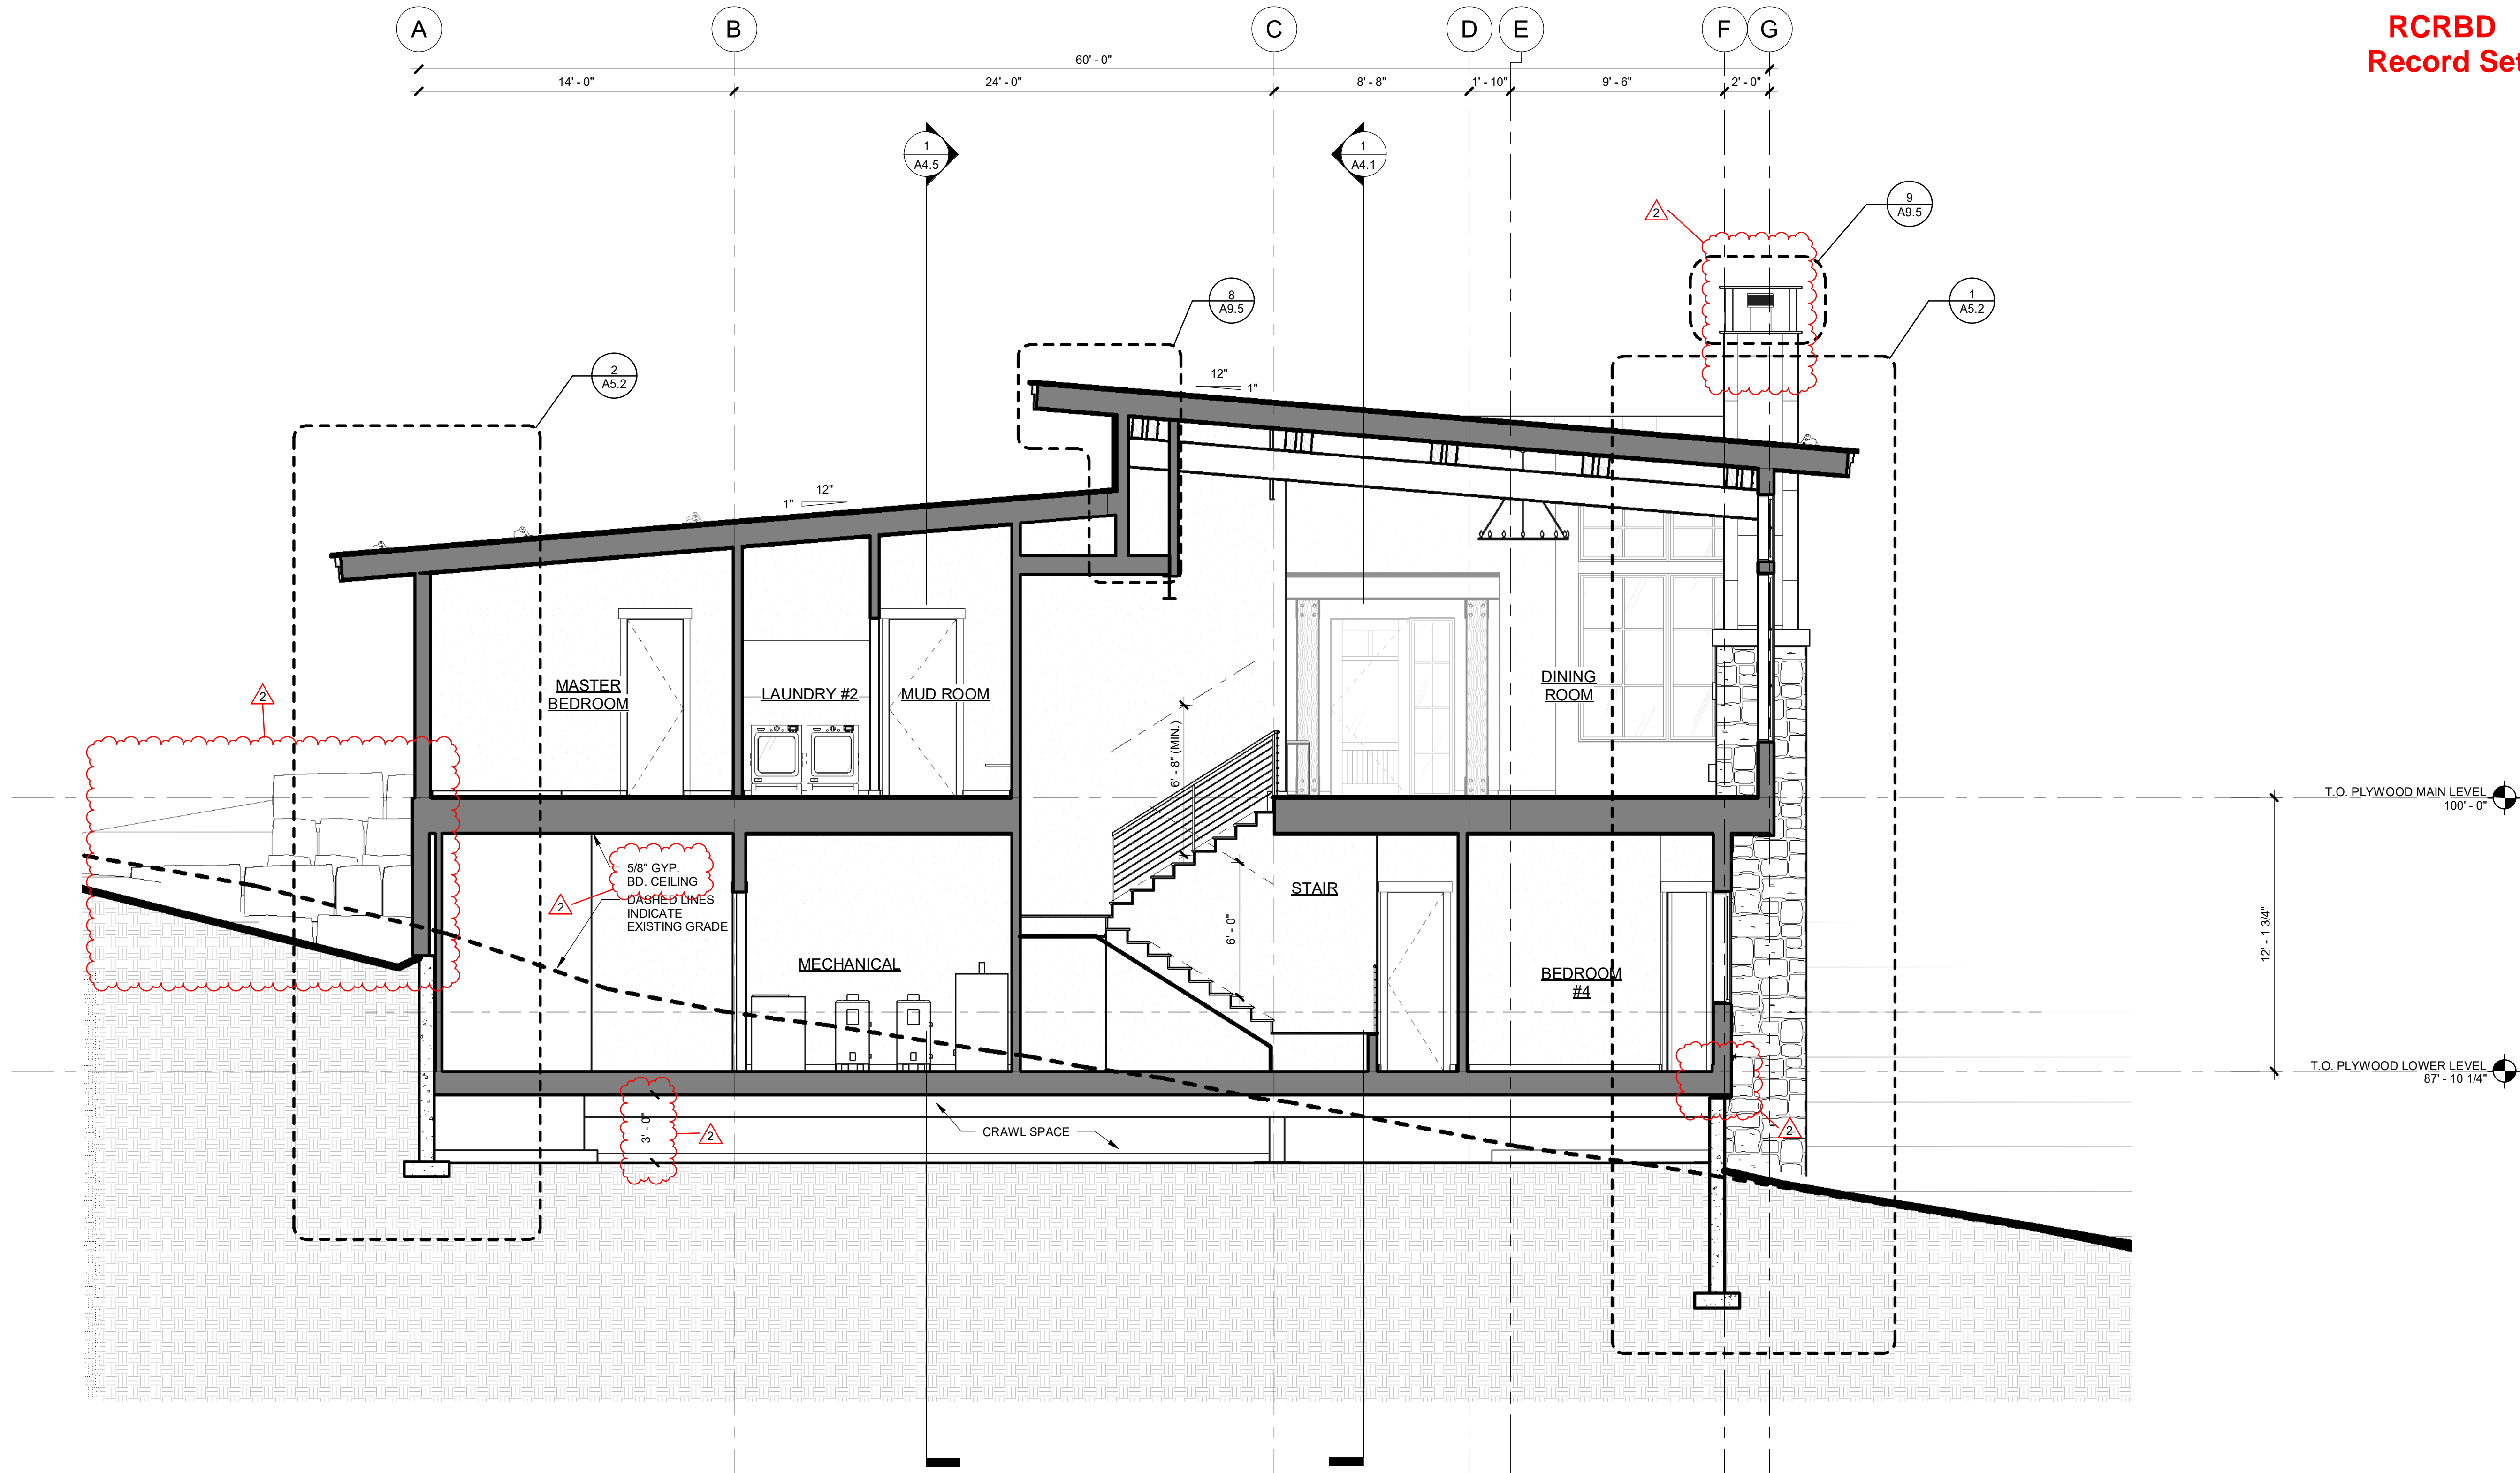 RCRBD
Record Set
A
B
C
D
E
F
G
60' - 0"
14' - 0"
24' - 0"
8' - 8"
1' - 10"
9' - 6"
2' - 0"
1
A4.5
1
A4.1
2
9
A9.5
8
A9.5
1
A5.2
2
A5.2
12"
1"
12"
1"
MASTER
BEDROOM
LAUNDRY #2
MUD ROOM
DINING
ROOM
2
6' - 8" (MIN.)
T.O. PLYWOOD MAIN LEVEL
100' - 0"
5/8" GYP.
BD. CEILING
2
DASHED LINES
INDICATE
EXISTING GRADE
STAIR
6' - 0"
12' - 1 3/4"
MECHANICAL
BEDROOM
#4
T.O. PLYWOOD LOWER LEVEL
87' - 10 1/4"
3' - 0"
2
CRAWL SPACE
2